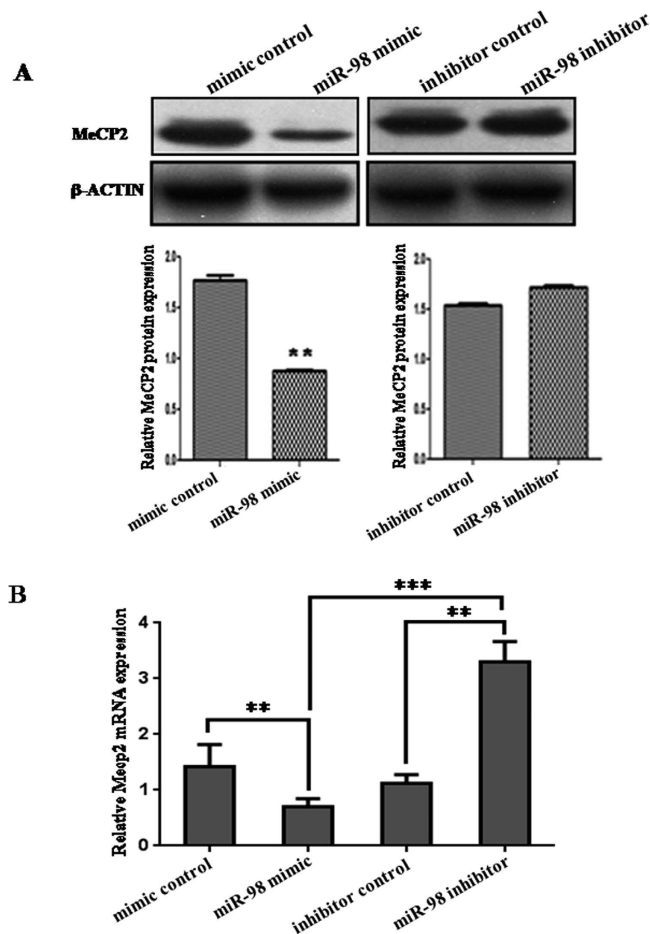 A
mimic control
miR-98 mimic
inhibitor control
miR-98 inhibitor
MeCP2
β-ACTIN
Relative MeCP2 protein expression
2.0
1.5
1.0
0.5
0.0
**
mimic control
miR-98 mimic
Relative MeCP2 protein expression
2.0
1.5
1.0
0.5
0.0
inhibitor control
miR-98 inhibitor
B
Relative Mecp2 mRNA expression
4
3
2
1
0
**
***
**
mimic control
miR-98 mimic
inhibitor control
miR-98 inhibitor